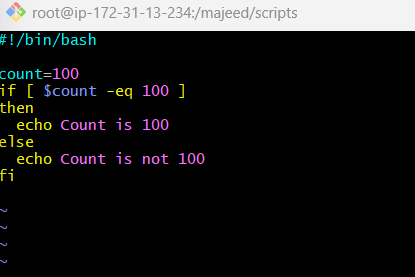 root@ip-172-31-13-234:/majeed/scripts
#!/bin/bash

count=100
if [ $count -eq 100 ]
then
  echo Count is 100
else
  echo Count is not 100
fi

~
~
~
~